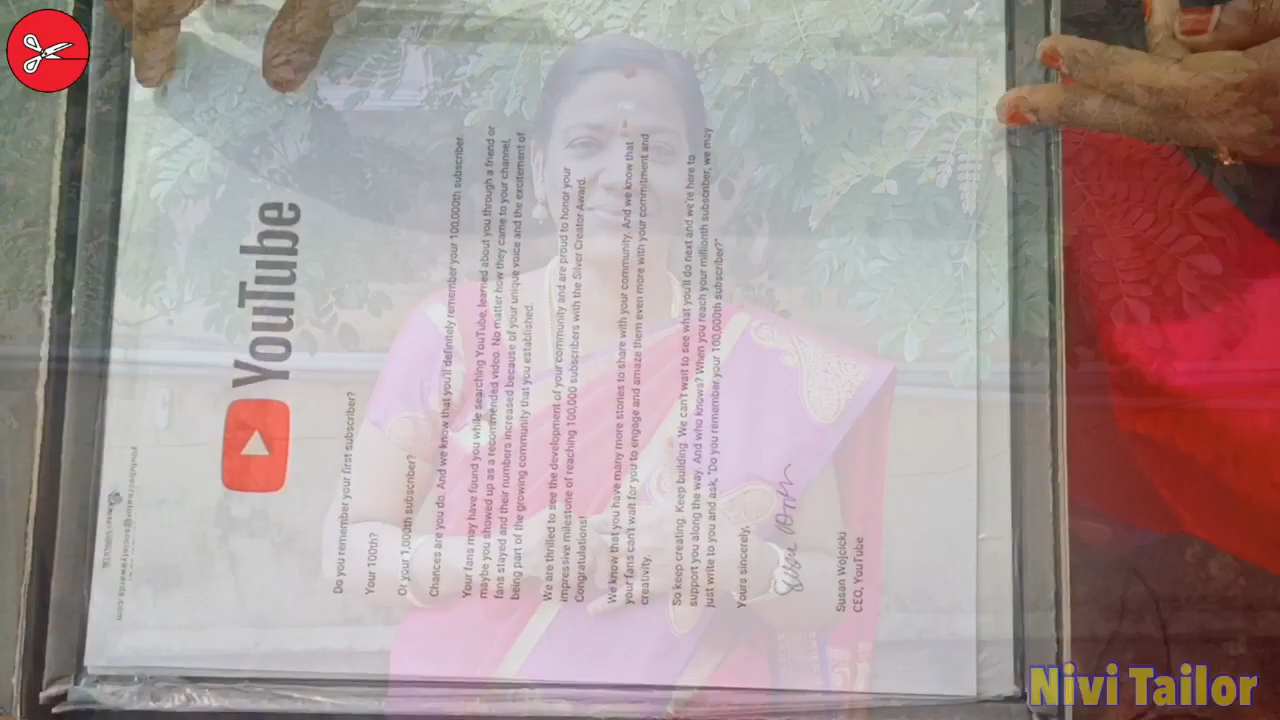 YouTube
Do you remember your first subscriber?
Your 100th?
Or your 1,000th subscriber?
Chances are you do. And we know that you'll definitely remember your 100,000th subscriber.
Your fans may have found you while searching YouTube, learned about you through a friend or
maybe you showed up as a recommended video. No matter how they came to your channel,
fans stayed and their numbers increased because of your unique voice and the excitement of
being part of the growing community that you established.
We are thrilled to see the development of your community and are proud to honor your
impressive milestone of reaching 100,000 subscribers with the Silver Creator Award.
Congratulations!
We know that you have many more stories to share with your community. And we know that
your fans can't wait for you to engage and amaze them even more with your commitment and
creativity.
So keep creating. Keep building. We can't wait to see what you'll do next and we're here to
support you along the way. And who knows? When you reach your millionth subscriber, we may
just write to you and ask, "Do you remember your 100,000th subscriber?"
Yours sincerely,
Susan Wojcicki
CEO, YouTube
Nivi Tailor